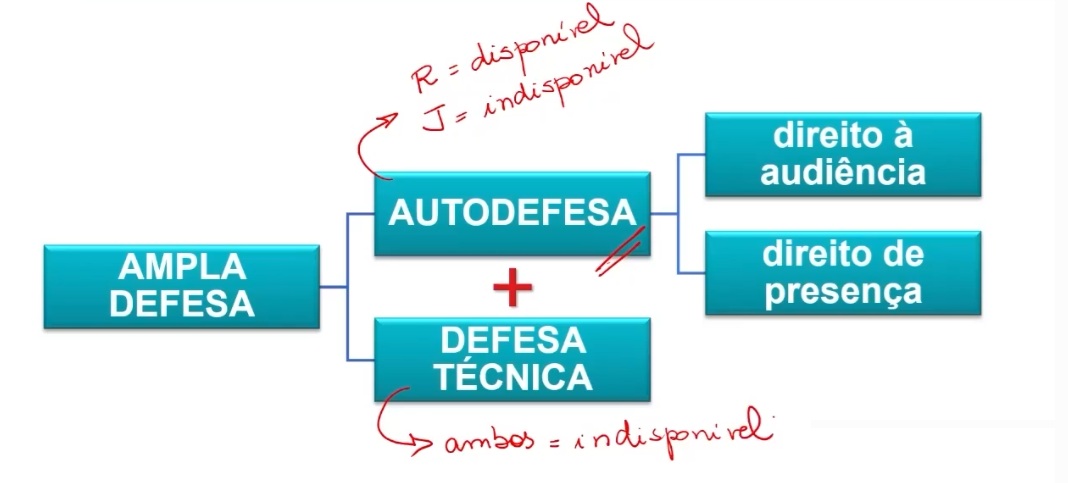 R = disponível
J = indisponível
AMPLA
DEFESA
AUTODEFESA
+
DEFESA
TÉCNICA
direito à
audiência
direito de
presença
ambos = indisponível